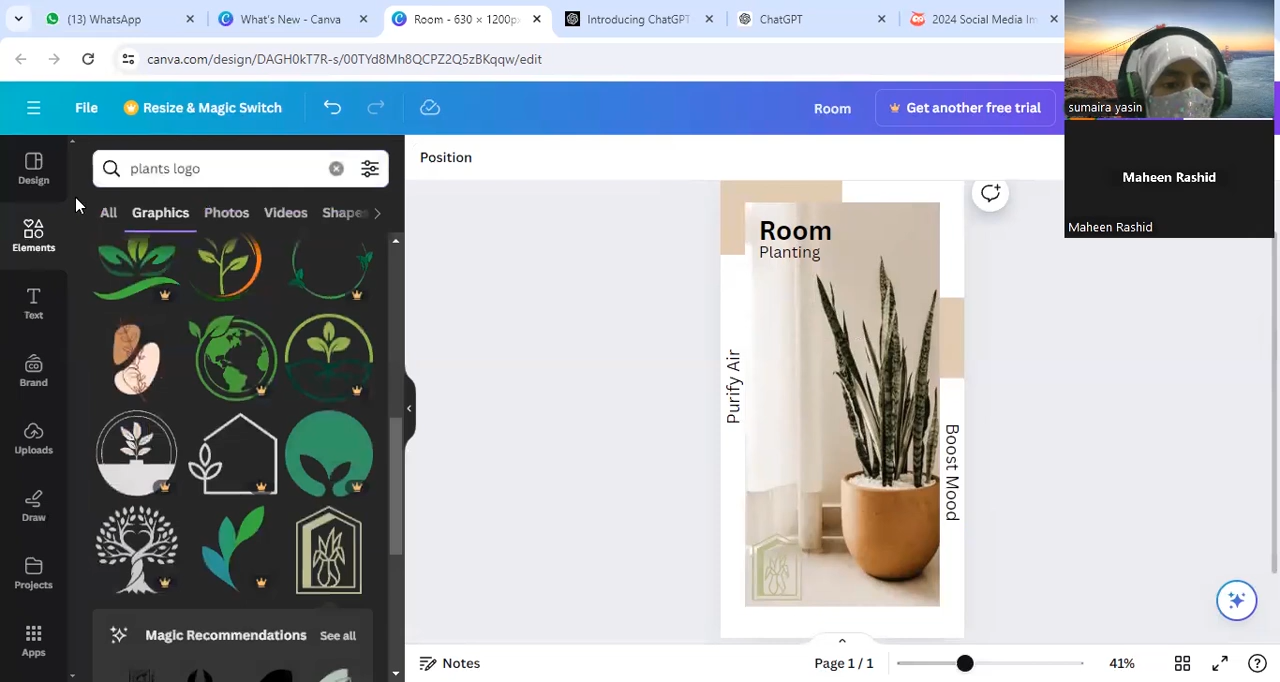 (13) WhatsApp
What's New - Canva
Room - 630 × 1200p
Introducing ChatGPT
ChatGPT
2024 Social Media Im
canva.com/design/DAGH0kT7R-s/00TYd8Mh8QCPZ2Q5zBKqqw/edit
File
Resize & Magic Switch
Room
Get another free trial
sumaira yasin
Maheen Rashid
Maheen Rashid
Design
Elements
Text
Brand
Uploads
Draw
Projects
Apps
plants logo
All
Graphics
Photos
Videos
Shapes
Magic Recommendations
See all
Position
Room
Planting
Purify Air
Boost Mood
Notes
Page 1 / 1
41%